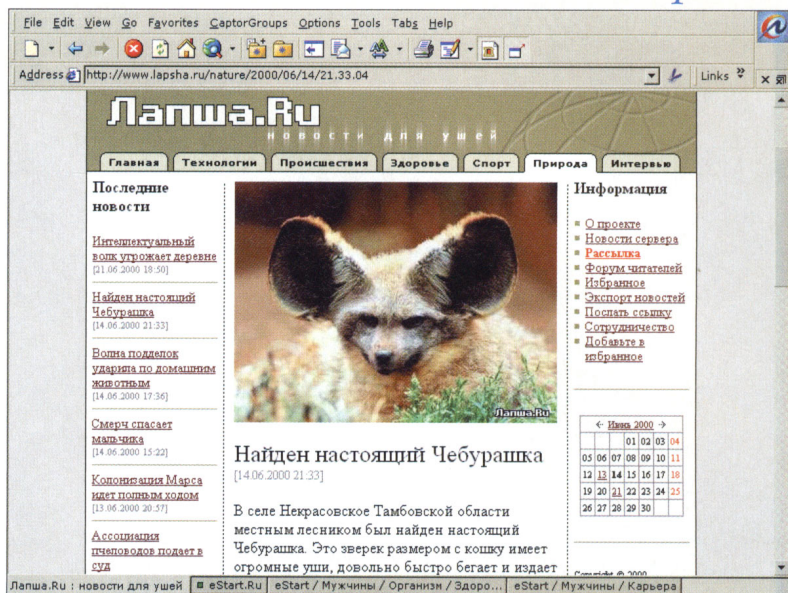 File Edit View Go Favorites CaptorGroups Options Tools Tabs Help
Address http://www.lapsha.ru/nature/2000/06/14/21.33.04 Links »
Лапша.Ru
новости для ушей
Главная Технологии Происшествия Здоровье Спорт Природа Интервью
Последние
новости
Интеллектуальный
волк угрожает деревне
[21.06.2000 18:50]
Найден настоящий
Чебурашка
[14.06.2000 21:33]
Волна подделок
ударила по домашним
животным
[14.06.2000 17:36]
Смерч спасает
мальчика
[14.06.2000 15:22]
Колонизация Марса
идет полным ходом
[13.06.2000 20:57]
Ассоциация
пчеловодов подает в
суд
Лапша.Ru
Найден настоящий Чебурашка
[14.06.2000 21:33]
В селе Некрасовское Тамбовской области
местным лесником был найден настоящий
Чебурашка. Это зверек размером с кошку имеет
огромные уши, довольно быстро бегает и издает
Информация
О проекте
Новости сервера
Рассылка
Форум читателей
Избранное
Экспорт новостей
Послать ссылку
Сотрудничество
Добавьте в
избранное
← Июнь 2000 →
01 02 03 04
05 06 07 08 09 10 11
12 13 14 15 16 17 18
19 20 21 22 23 24 25
26 27 28 29 30
Copyright © 2000
Лапша.Ru : новости для ушей eStart.Ru eStart / Мужчины / Организм / Здоро... eStart / Мужчины / Карьера